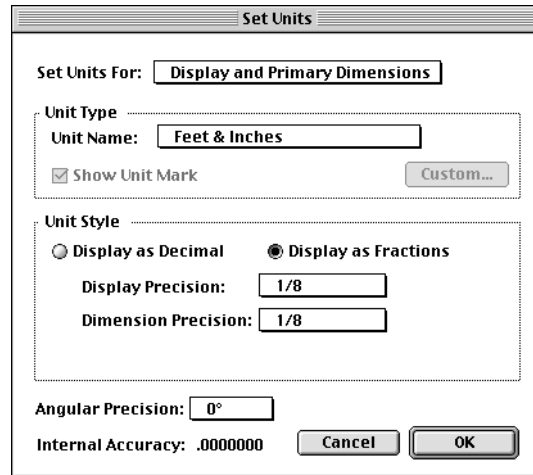 Set Units
Set Units For: Display and Primary Dimensions
Unit Type
Unit Name: Feet & Inches
Show Unit Mark Custom...
Unit Style
Display as Decimal Display as Fractions
Display Precision: 1/8
Dimension Precision: 1/8
Angular Precision: 0°
Internal Accuracy: .0000000 Cancel OK